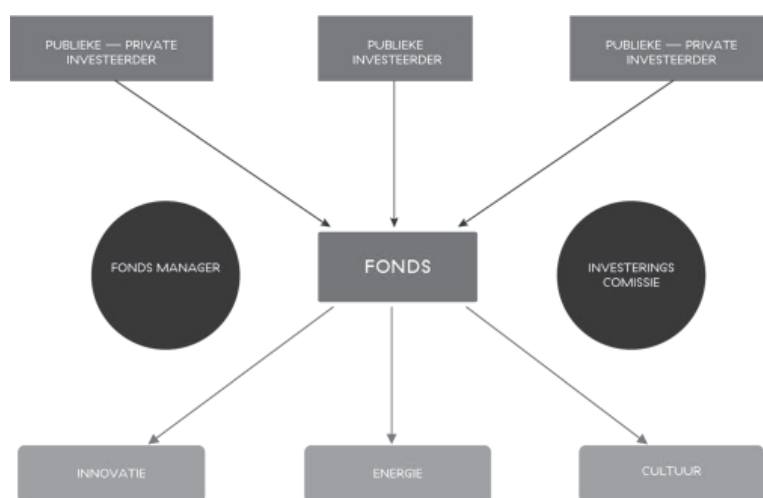 PUBLIEKE — PRIVATE
INVESTEERDER
PUBLIEKE
INVESTEERDER
PUBLIEKE — PRIVATE
INVESTEERDER
FONDS MANAGER
FONDS
INVESTERINGS
COMISSIE
INNOVATIE
ENERGIE
CULTUUR